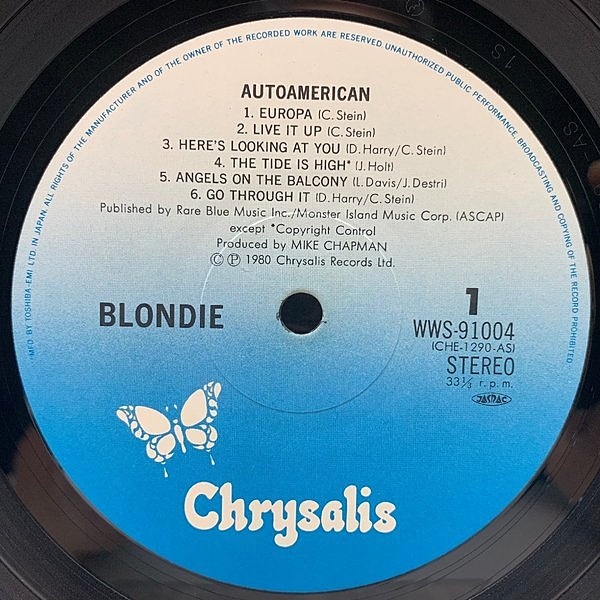 MFD. BY TOSHIBA-EMI LTD. IN JAPAN. ALL RIGHTS OF THE MANUFACTURER AND OF THE OWNER OF THE RECORDED WORK ARE RESERVED UNAUTHORIZED PUBLIC PERFORMANCE, BROADCASTING AND COPYING OF THE RECORD PROHIBITED
AUTOAMERICAN
1. EUROPA (C. Stein)
2. LIVE IT UP (C. Stein)
3. HERE'S LOOKING AT YOU (D. Harry/C. Stein)
4. THE TIDE IS HIGH* (J. Holt)
5. ANGELS ON THE BALCONY (L. Davis/J. Destri)
6. GO THROUGH IT (D. Harry/C. Stein)
Published by Rare Blue Music Inc./Monster Island Music Corp. (ASCAP)
except *Copyright Control
Produced by MIKE CHAPMAN
Ⓒ Ⓟ 1980 Chrysalis Records Ltd.
BLONDIE
1
WWS-91004
(CHE-1290-AS)
STEREO
33⅓ r.p.m.
JASRAC
Chrysalis